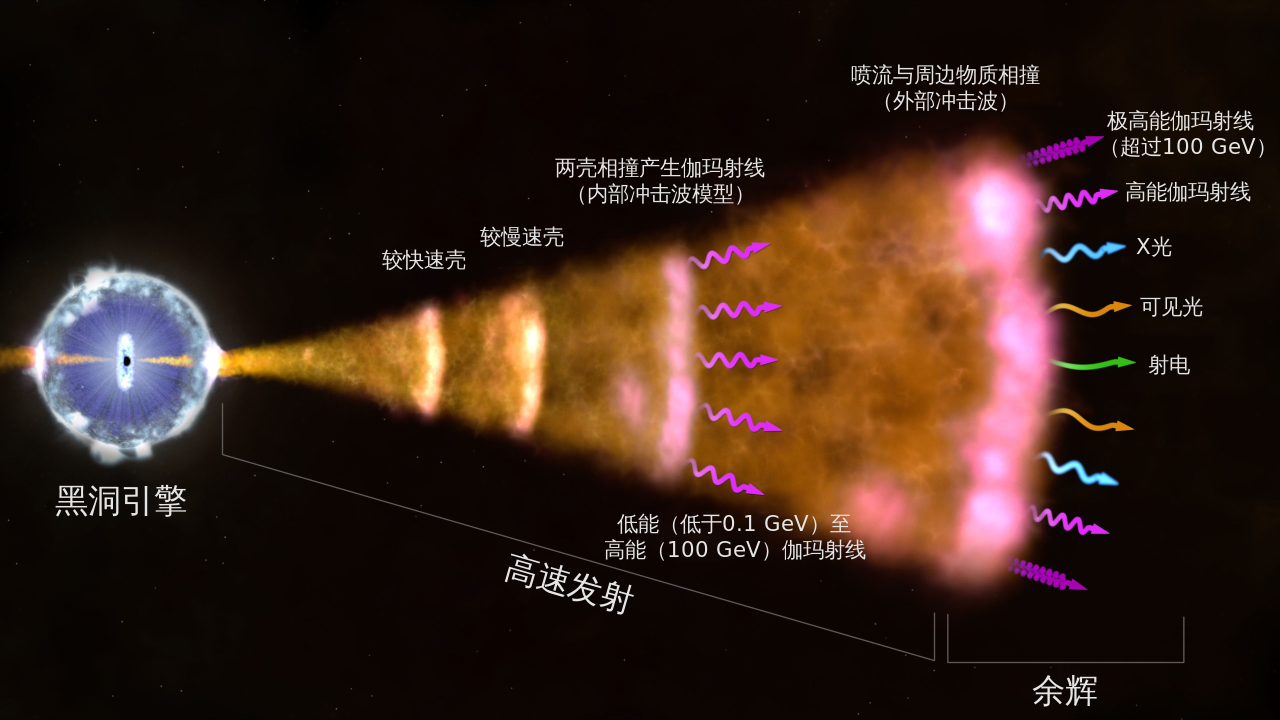 喷流与周边物质相撞
（外部冲击波）
极高能伽玛射线
（超过100 GeV）
两壳相撞产生伽玛射线
（内部冲击波模型）
高能伽玛射线
较慢速壳
X光
较快速壳
可见光
射电
黑洞引擎
低能（低于0.1 GeV）至
高能（100 GeV）伽玛射线
高速发射
余辉